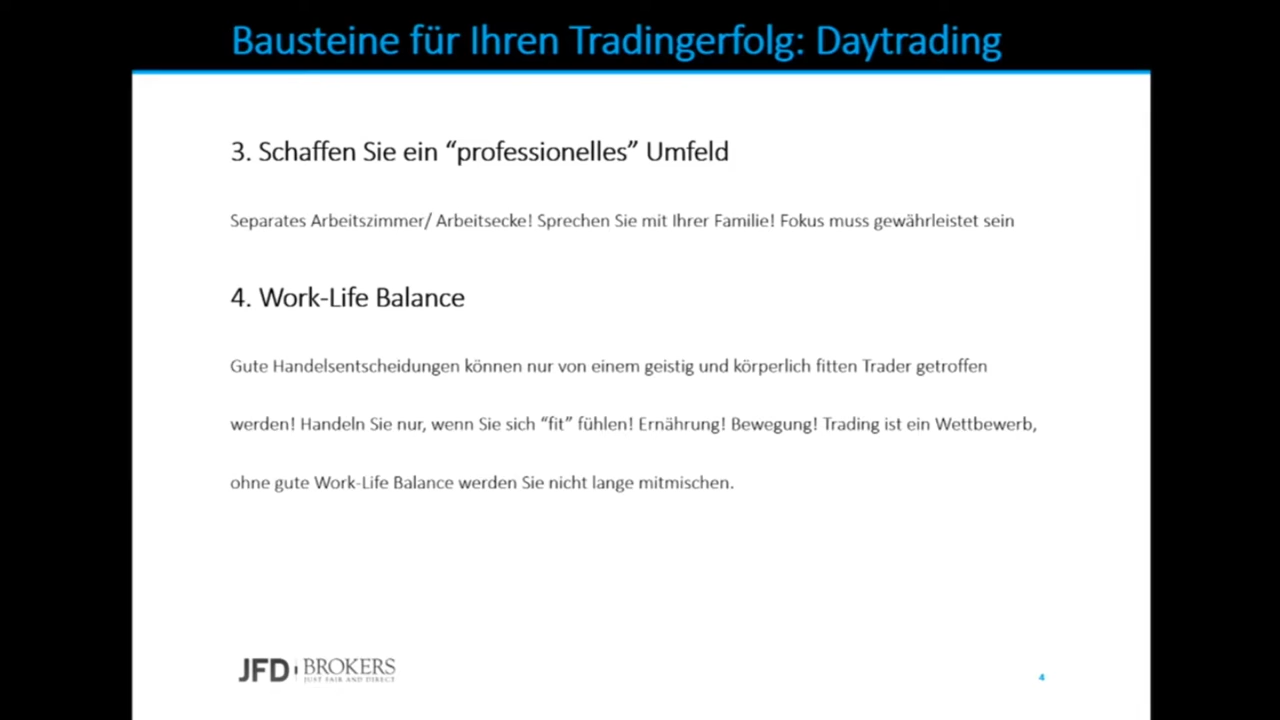 Bausteine für Ihren Tradingerfolg: Daytrading
3. Schaffen Sie ein “professionelles” Umfeld
Separates Arbeitszimmer/ Arbeitsecke! Sprechen Sie mit Ihrer Familie! Fokus muss gewährleistet sein
4. Work-Life Balance
Gute Handelsentscheidungen können nur von einem geistig und körperlich fitten Trader getroffen
werden! Handeln Sie nur, wenn Sie sich “fit” fühlen! Ernährung! Bewegung! Trading ist ein Wettbewerb,
ohne gute Work-Life Balance werden Sie nicht lange mitmischen.
JFD BROKERS
JUST FAIR AND DIRECT
4